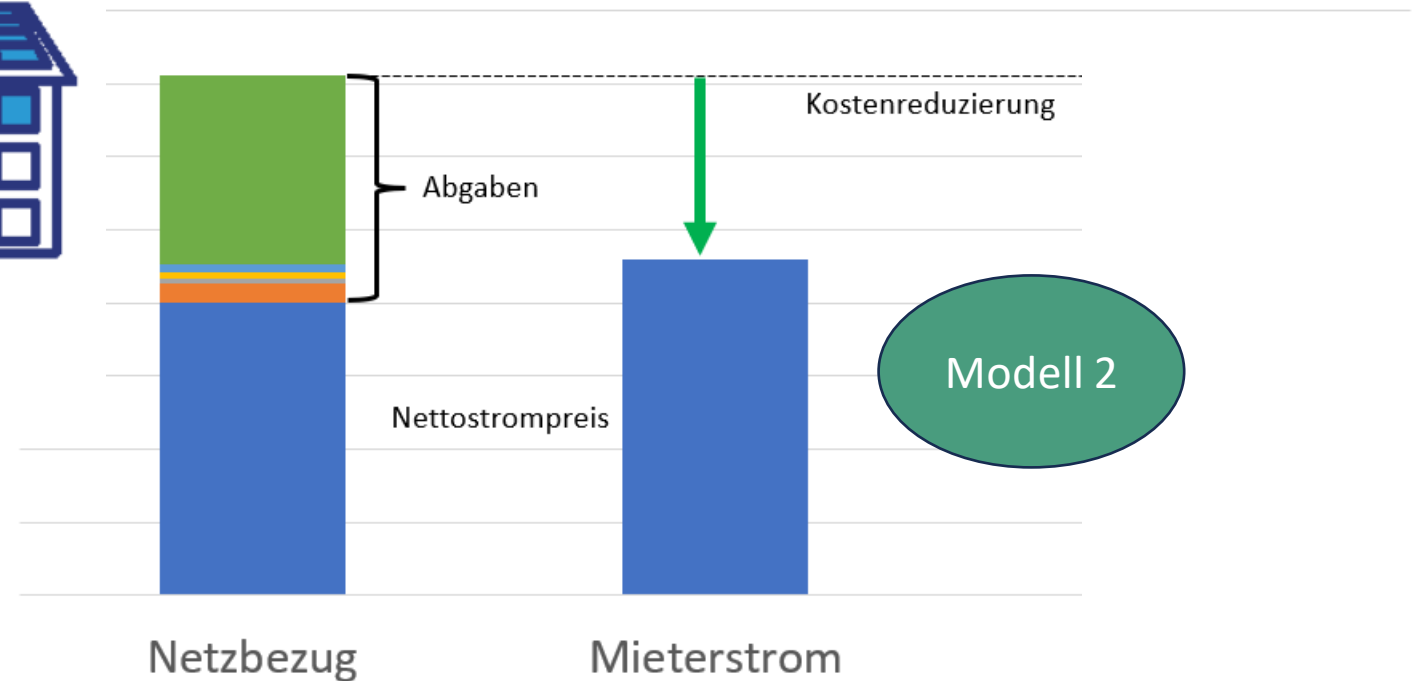 Kostenreduzierung
Abgaben
Modell 2
Nettostrompreis
Netzbezug
Mieterstrom